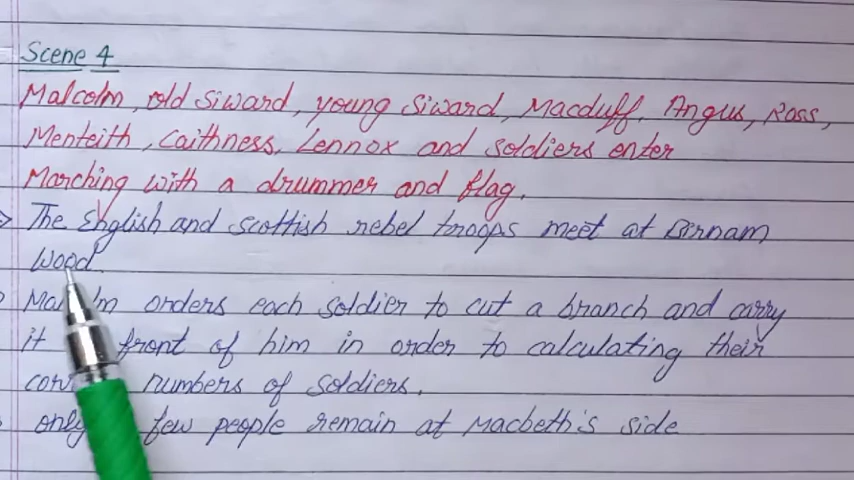 Scene 4
Malcolm, old Siward, young Siward, Macduff, Angus, Ross,
Menteith, Caithness, Lennox and soldiers enter
Marching with a drummer and flag.
The English and scottish rebel troops meet at Birnam
Wood.
orders each soldier to cut a branch and carry
it front of him in order to calculating their
numbers of soldiers.
only few people remain at Macbeth's side